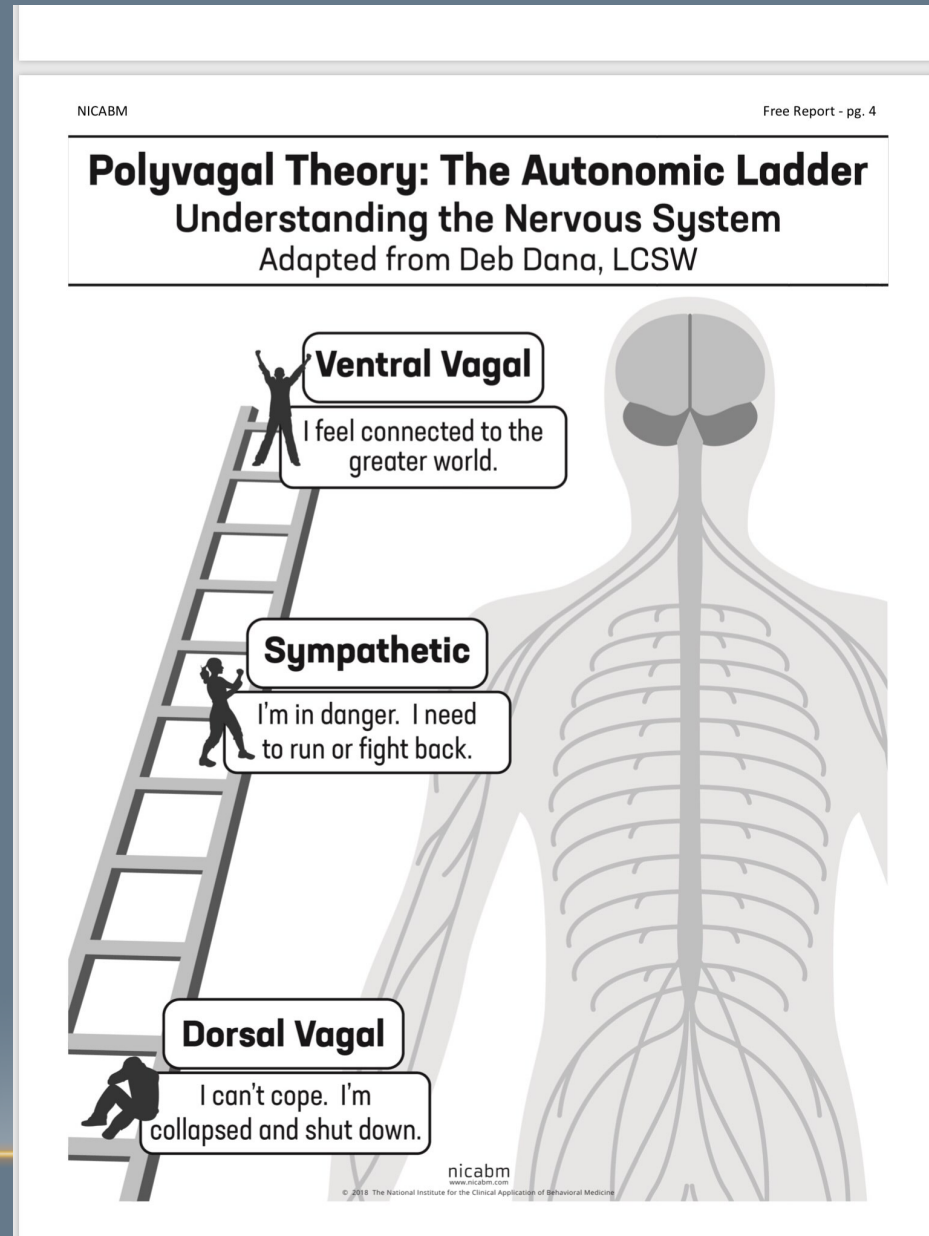 NICABM
Free Report - pg. 4
Polyvagal Theory: The Autonomic Ladder
Understanding the Nervous System
Adapted from Deb Dana, LCSW
Ventral Vagal
I feel connected to the
greater world.
Sympathetic
I'm in danger.  I need
to run or fight back.
Dorsal Vagal
I can't cope.  I'm
collapsed and shut down.
nicabm
www.nicabm.com
© 2018 The National Institute for the Clinical Application of Behavioral Medicine